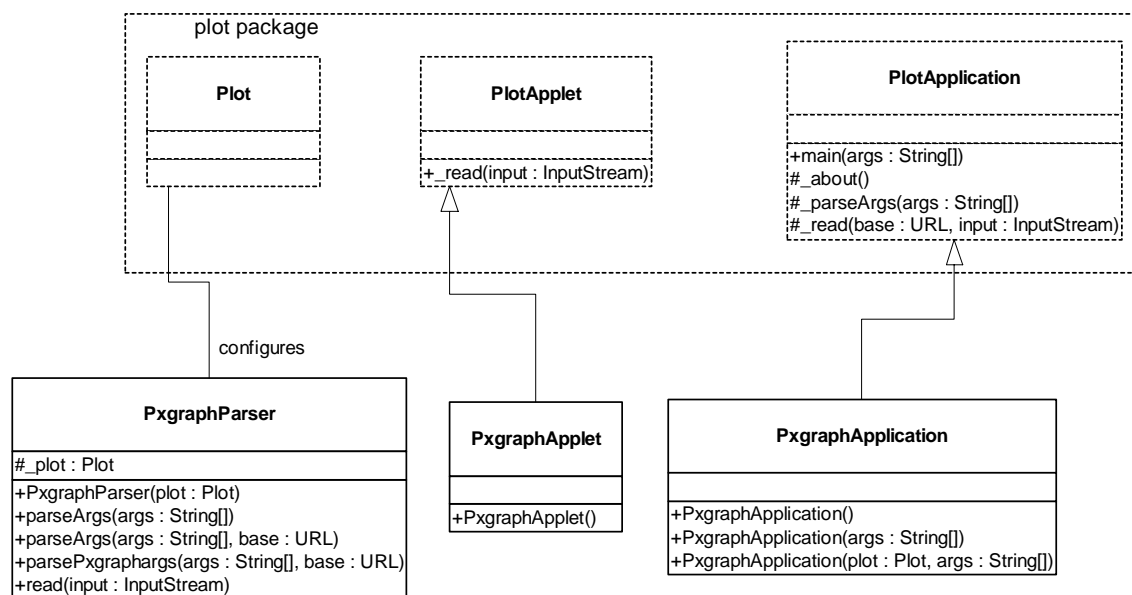 plot package
Plot
PlotApplet
+_read(input : InputStream)
PlotApplication
+main(args : String[])
#_about()
#_parseArgs(args : String[])
#_read(base : URL, input : InputStream)
configures
PxgraphParser
#_plot : Plot
+PxgraphParser(plot : Plot)
+parseArgs(args : String[])
+parseArgs(args : String[], base : URL)
+parsePxgraphargs(args : String[], base : URL)
+read(input : InputStream)
PxgraphApplet
+PxgraphApplet()
PxgraphApplication
+PxgraphApplication()
+PxgraphApplication(args : String[])
+PxgraphApplication(plot : Plot, args : String[])